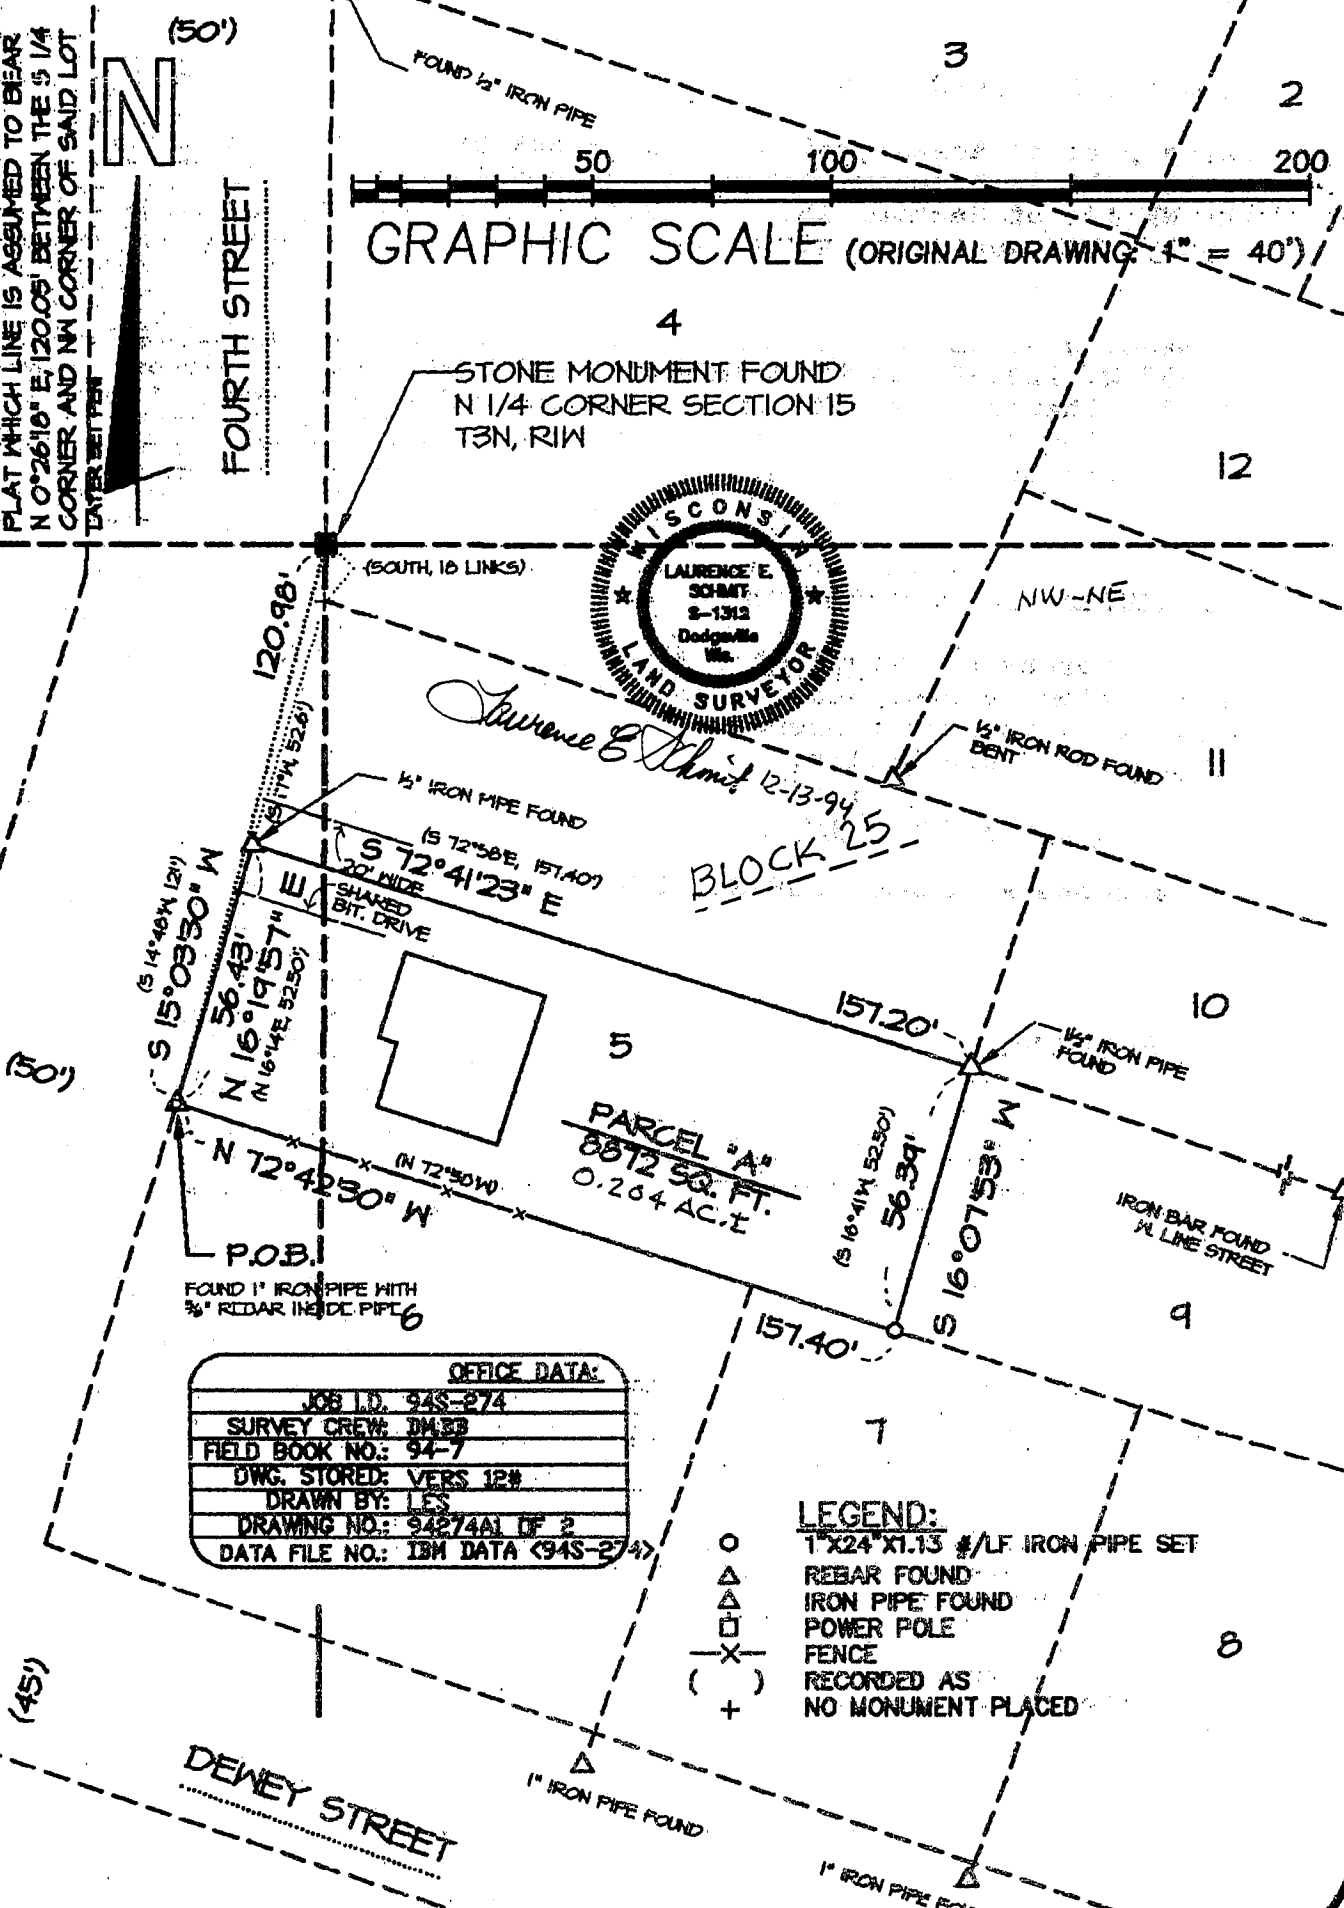 PLAT WHICH LINE IS ASSUMED TO BEAR
N 0°26'18" E, 120.05' BETWEEN THE S 1/4
CORNER AND NW CORNER OF SAID LOT
(50')
N
FOURTH STREET
FOUND ½" IRON PIPE
3
2
50 100 200
GRAPHIC SCALE (ORIGINAL DRAWING: 1" = 40')
4
STONE MONUMENT FOUND
N 1/4 CORNER SECTION 15
T3N, R1W
12
(SOUTH, 18 LINKS)
WISCONSIN
LAURENCE E.
SCHMIT
S-1312
Dodgeville
Wis.
LAND SURVEYOR
NW-NE
120.98'
(S 17°W, 52.6')
Laurence E Schmit 12-13-94
½" IRON ROD FOUND
BENT
11
½" IRON PIPE FOUND
BLOCK 25
(S 72°58'E, 157.40')
S 72°41'23" E
20' WIDE
SHARED
BIT. DRIVE
E
(S 14°48'W, 121')
S 15°03'30" W
56.43'
N 16°19'57"
(N 16°14'E, 52.50')
157.20'
10
½" IRON PIPE
FOUND
5
(50')
PARCEL "A"
8872 SQ. FT.
0.204 AC.±
(S 16°41'W, 52.50')
56.39'
S 16°07'53" W
N 72°42'30" W
(N 72°50'W)
IRON BAR FOUND
W. LINE STREET
P.O.B.
FOUND 1" IRON PIPE WITH
REBAR INSIDE PIPE
6
157.40'
9
OFFICE DATA:
JOB I.D. 94S-274
SURVEY CREW:
FIELD BOOK NO.: 94-7
DWG. STORED: VERS 12#
DRAWN BY: LES
DRAWING NO.: 94274A1 OF 2
DATA FILE NO.: IBM DATA <94S-274>
7
LEGEND:
1"X24"X1.13 #/LF IRON PIPE SET
REBAR FOUND
IRON PIPE FOUND
POWER POLE
FENCE
( ) RECORDED AS
+ NO MONUMENT PLACED
8
(45')
DEWEY STREET
1" IRON PIPE FOUND
1" IRON PIPE